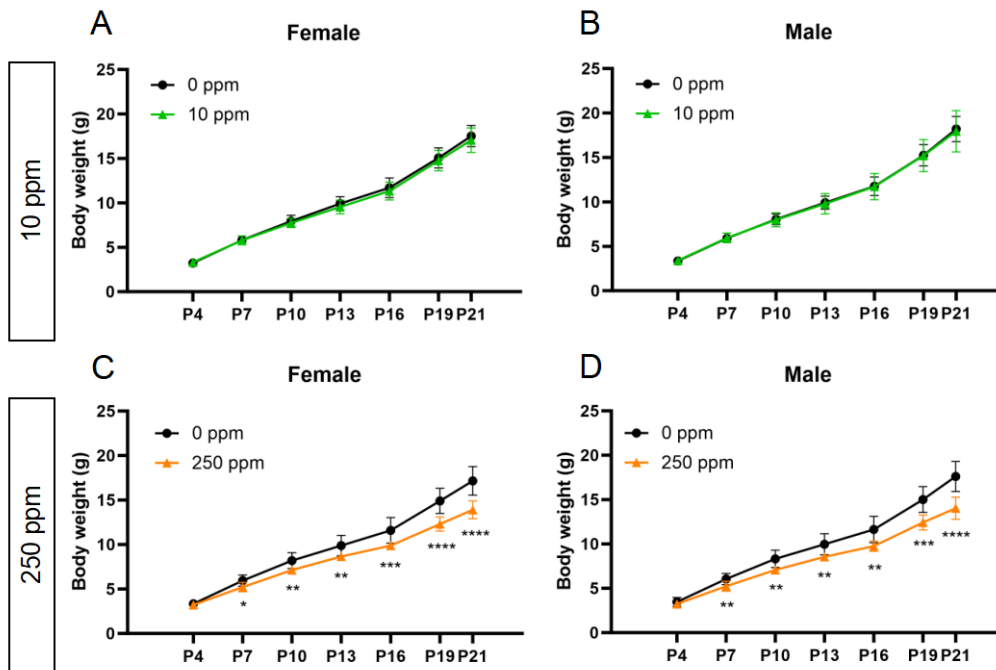 A
Female
10 ppm
Body weight (g)
25
20
15
10
5
0
0 ppm
10 ppm
P4 P7 P10 P13 P16 P19 P21
B
Male
Body weight (g)
25
20
15
10
5
0
0 ppm
10 ppm
P4 P7 P10 P13 P16 P19 P21
C
Female
250 ppm
Body weight (g)
25
20
15
10
5
0
0 ppm
250 ppm
* ** ** *** **** ****
P4 P7 P10 P13 P16 P19 P21
D
Male
Body weight (g)
25
20
15
10
5
0
0 ppm
250 ppm
** ** ** ** *** ****
P4 P7 P10 P13 P16 P19 P21